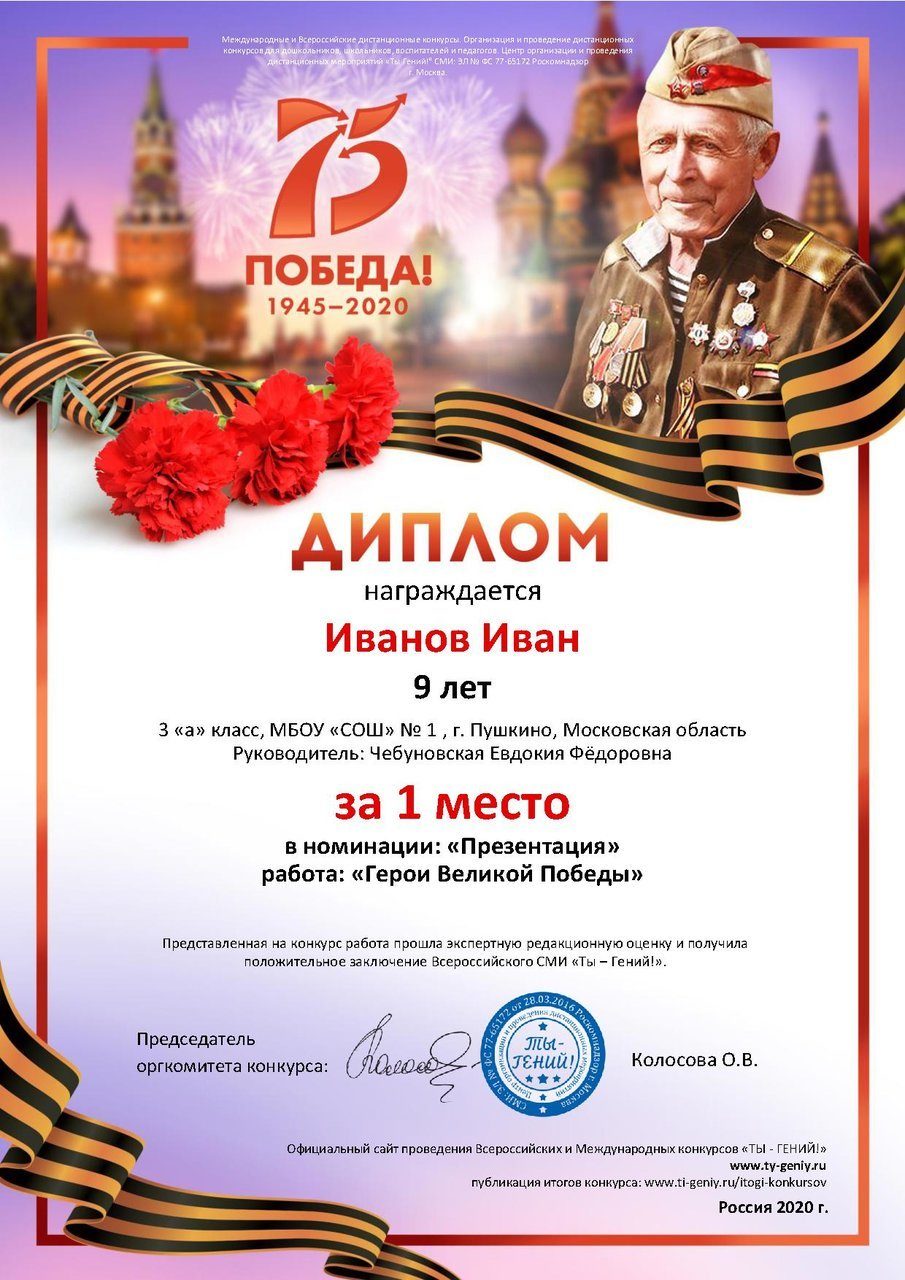 Международные и Всероссийские дистанционные конкурсы. Организация и проведение дистанционных
конкурсов для дошкольников, школьников, воспитателей и педагогов. Центр организации и проведения
дистанционных мероприятий «Ты Гений!" СМИ: ЭЛ № ФС 77-65172 Роскомнадзор
г. Москва.
75
ПОБЕДА!
1945–2020
ДИПЛОМ
награждается
Иванов Иван
9 лет
3 «а» класс, МБОУ «СОШ» № 1 , г. Пушкино, Московская область
Руководитель: Чебуновская Евдокия Фёдоровна
за 1 место
в номинации: «Презентация»
работа: «Герои Великой Победы»
Представленная на конкурс работа прошла экспертную редакционную оценку и получила
положительное заключение Всероссийского СМИ «Ты – Гений!».
Председатель
оргкомитета конкурса:
СМИ: ЭЛ № ФС 77-65172 от 28.03.2016 Роскомнадзор г. Москва
Центр организации и проведения дистанционных мероприятий
ТЫ-
ГЕНИЙ!
Колосова О.В.
Официальный сайт проведения Всероссийских и Международных конкурсов «ТЫ - ГЕНИЙ!»
www.ty-geniy.ru
публикация итогов конкурса: www.ti-geniy.ru/itogi-konkursov
Россия 2020 г.